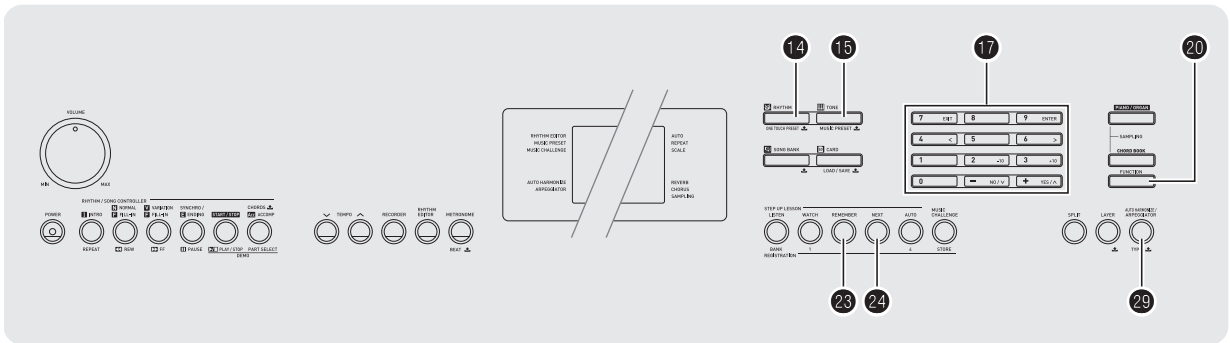 14
15
17
20
VOLUME
MIN
MAX
RHYTHM EDITOR
MUSIC PRESET
MUSIC CHALLENGE
AUTO HARMONIZE
ARPEGGIATOR
AUTO
REPEAT
SCALE
REVERB
CHORUS
SAMPLING
RHYTHM
TONE
ONE TOUCH PRESET
MUSIC PRESET
SONG BANK
CARD
LOAD / SAVE
7 EXIT 8 9 ENTER
4 < 5 6 >
1 2 -10 3 +10
0 − NO / ∨ + YES / ∧
PIANO / ORGAN
SAMPLING
CHORD BOOK
FUNCTION
RHYTHM / SONG CONTROLLER
POWER
INTRO
N NORMAL
F FILL-IN
V VARIATION
F FILL-IN
SYNCHRO /
E ENDING
START/STOP
CHORDS
ACCOMP
REPEAT
REW
FF
PAUSE
PLAY / STOP
PART SELECT
DEMO
TEMPO
RECORDER
RHYTHM
EDITOR
METRONOME
BEAT
STEP UP LESSON
LISTEN
WATCH
REMEMBER
NEXT
AUTO
MUSIC
CHALLENGE
BANK
1
4
STORE
REGISTRATION
SPLIT
LAYER
AUTO HARMONIZE/
ARPEGGIATOR
23
24
29